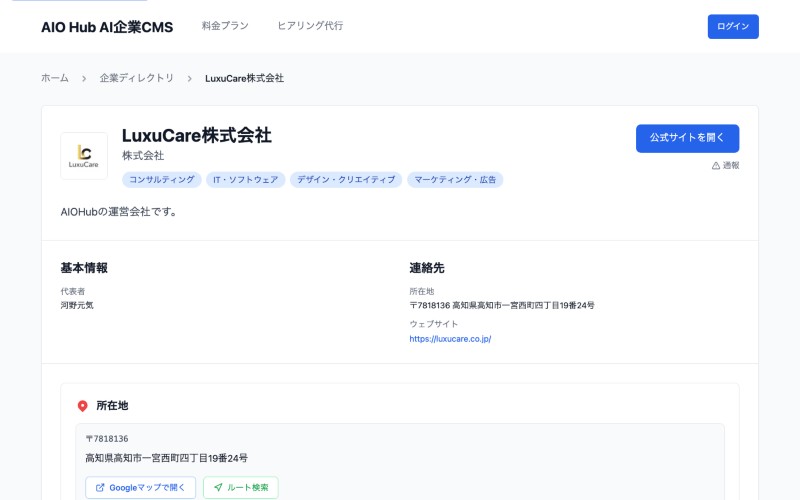 AIO Hub AI企業CMS 料金プラン ヒアリング代行 ログイン
ホーム > 企業ディレクトリ > LuxuCare株式会社
LC
LuxuCare
LuxuCare株式会社
株式会社
コンサルティング IT・ソフトウェア デザイン・クリエイティブ マーケティング・広告
公式サイトを開く
通報
AIOHubの運営会社です。
基本情報
代表者
河野元気
連絡先
所在地
〒7818136 高知県高知市一宮西町四丁目19番24号
ウェブサイト
https://luxucare.co.jp/
所在地
〒7818136
高知県高知市一宮西町四丁目19番24号
Googleマップで開く ルート検索